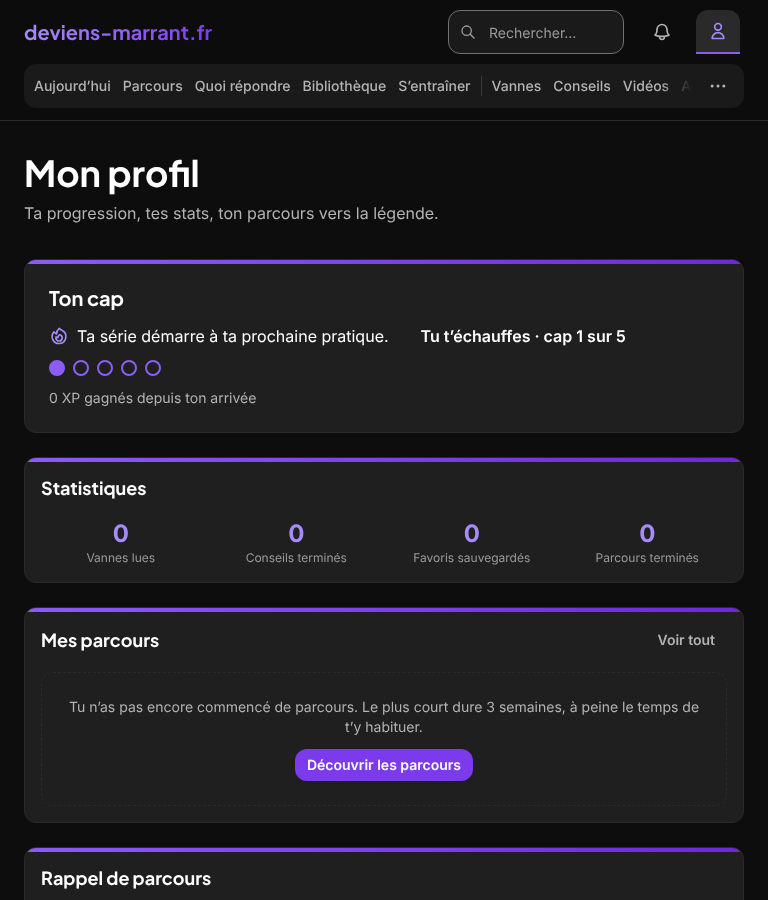 deviens-marrant.fr
Rechercher...
Aujourd’hui Parcours Quoi répondre Bibliothèque S’entraîner Vannes Conseils Vidéos
Mon profil
Ta progression, tes stats, ton parcours vers la légende.
Ton cap
Ta série démarre à ta prochaine pratique. Tu t’échauffes · cap 1 sur 5
0 XP gagnés depuis ton arrivée
Statistiques
0 0 0 0
Vannes lues Conseils terminés Favoris sauvegardés Parcours terminés
Mes parcours Voir tout
Tu n’as pas encore commencé de parcours. Le plus court dure 3 semaines, à peine le temps de
t’y habituer.
Découvrir les parcours
Rappel de parcours